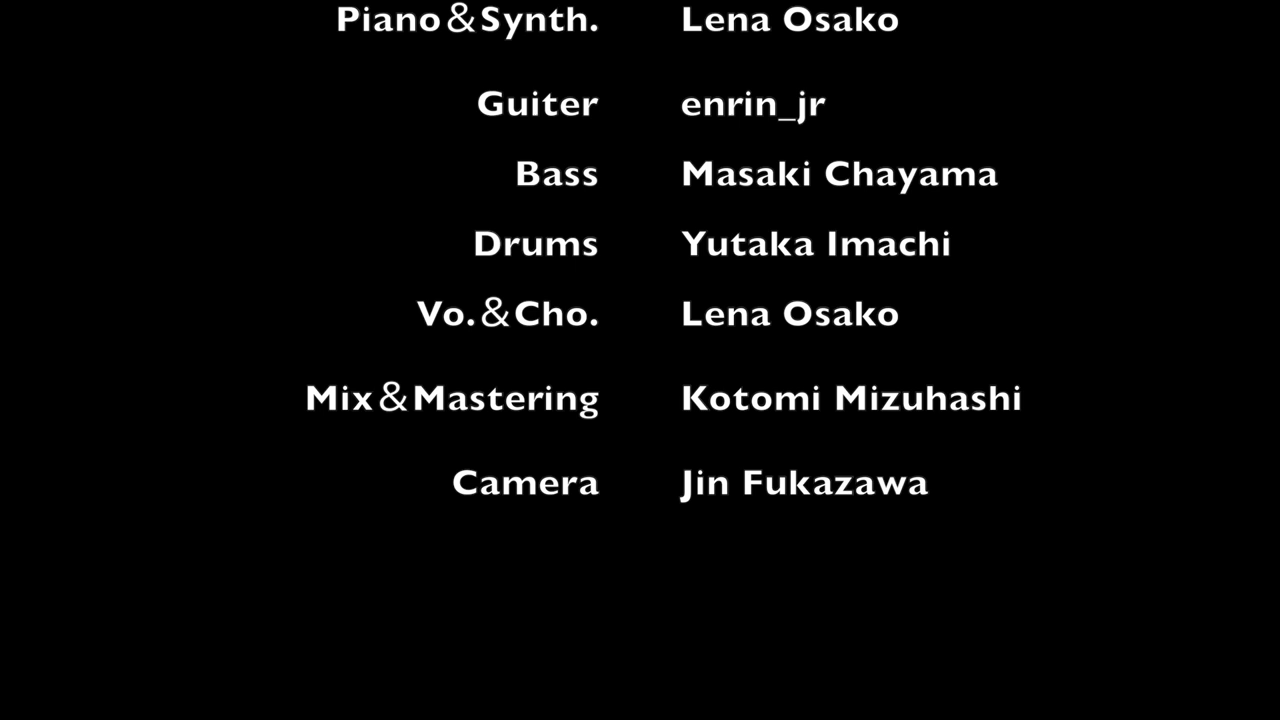 Piano＆Synth. Lena Osako
Guiter enrin_jr
Bass Masaki Chayama
Drums Yutaka Imachi
Vo.＆Cho. Lena Osako
Mix＆Mastering Kotomi Mizuhashi
Camera Jin Fukazawa